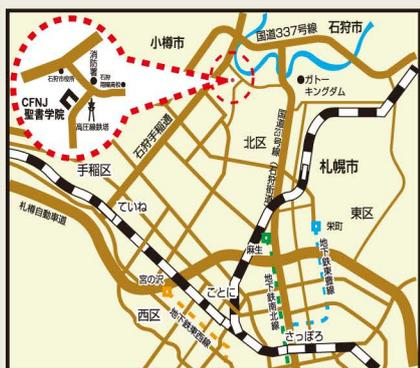 小樽市
国道337号線
石狩市
消防署
石狩市役所
石狩翔陽高校
CFNJ
聖書学院
高圧線鉄塔
ガトー
キングダム
石狩手稲通
国道231号線(石狩街道)
北区
札幌市
手稲区
東区
ていね
札樽自動車道
栄町
麻生
地下鉄東豊線
地下鉄南北線
宮の沢
ことに
西区
地下鉄東西線
さっぽろ